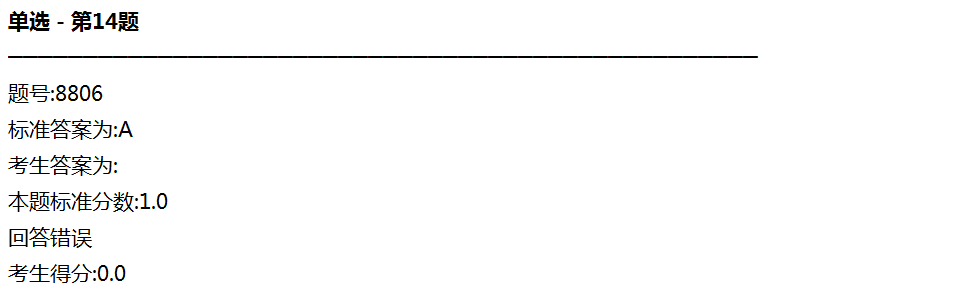 单选 - 第14题
题号:8806
标准答案为:A
考生答案为:
本题标准分数:1.0
回答错误
考生得分:0.0